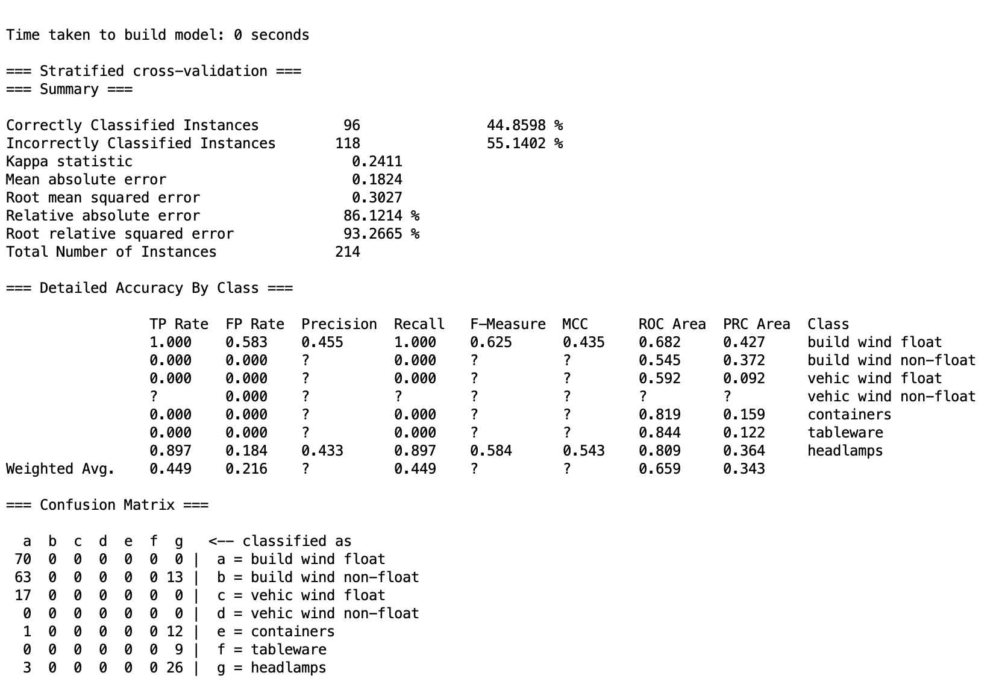 Time taken to build model: 0 seconds
=== Stratified cross-validation ===
=== Summary ===
Correctly Classified Instances          96               44.8598 %
Incorrectly Classified Instances       118               55.1402 %
Kappa statistic                          0.2411
Mean absolute error                      0.1824
Root mean squared error                  0.3027
Relative absolute error                 86.1214 %
Root relative squared error             93.2665 %
Total Number of Instances              214
=== Detailed Accuracy By Class ===
                 TP Rate  FP Rate  Precision  Recall   F-Measure  MCC      ROC Area  PRC Area  Class
                 1.000    0.583    0.455      1.000    0.625      0.435    0.682     0.427     build wind float
                 0.000    0.000    ?          0.000    ?          ?        0.545     0.372     build wind non-float
                 0.000    0.000    ?          0.000    ?          ?        0.592     0.092     vehic wind float
                 ?        0.000    ?          ?        ?          ?        ?         ?         vehic wind non-float
                 0.000    0.000    ?          0.000    ?          ?        0.819     0.159     containers
                 0.000    0.000    ?          0.000    ?          ?        0.844     0.122     tableware
                 0.897    0.184    0.433      0.897    0.584      0.543    0.809     0.364     headlamps
Weighted Avg.    0.449    0.216    ?          0.449    ?          ?        0.659     0.343
=== Confusion Matrix ===
  a  b  c  d  e  f  g   <-- classified as
 70  0  0  0  0  0  0 |  a = build wind float
 63  0  0  0  0  0 13 |  b = build wind non-float
 17  0  0  0  0  0  0 |  c = vehic wind float
  0  0  0  0  0  0  0 |  d = vehic wind non-float
  1  0  0  0  0  0 12 |  e = containers
  0  0  0  0  0  0  9 |  f = tableware
  3  0  0  0  0  0 26 |  g = headlamps